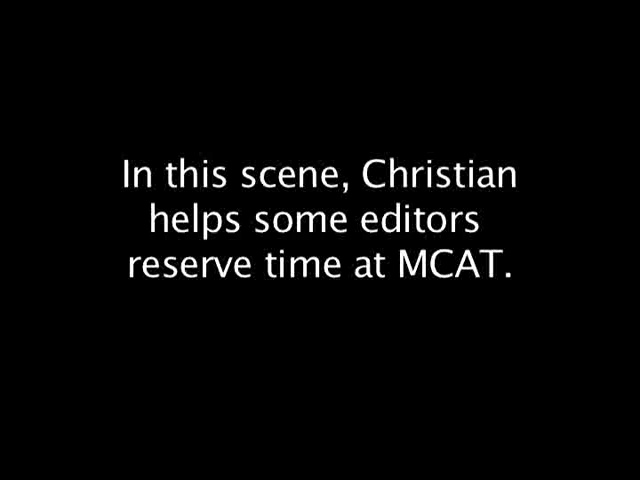 In this scene, Christian
helps some editors
reserve time at MCAT.